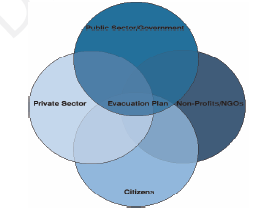 Public Sector/Government
Private Sector
Evacuation Plan
Non-Profits/NGOs
Citizens